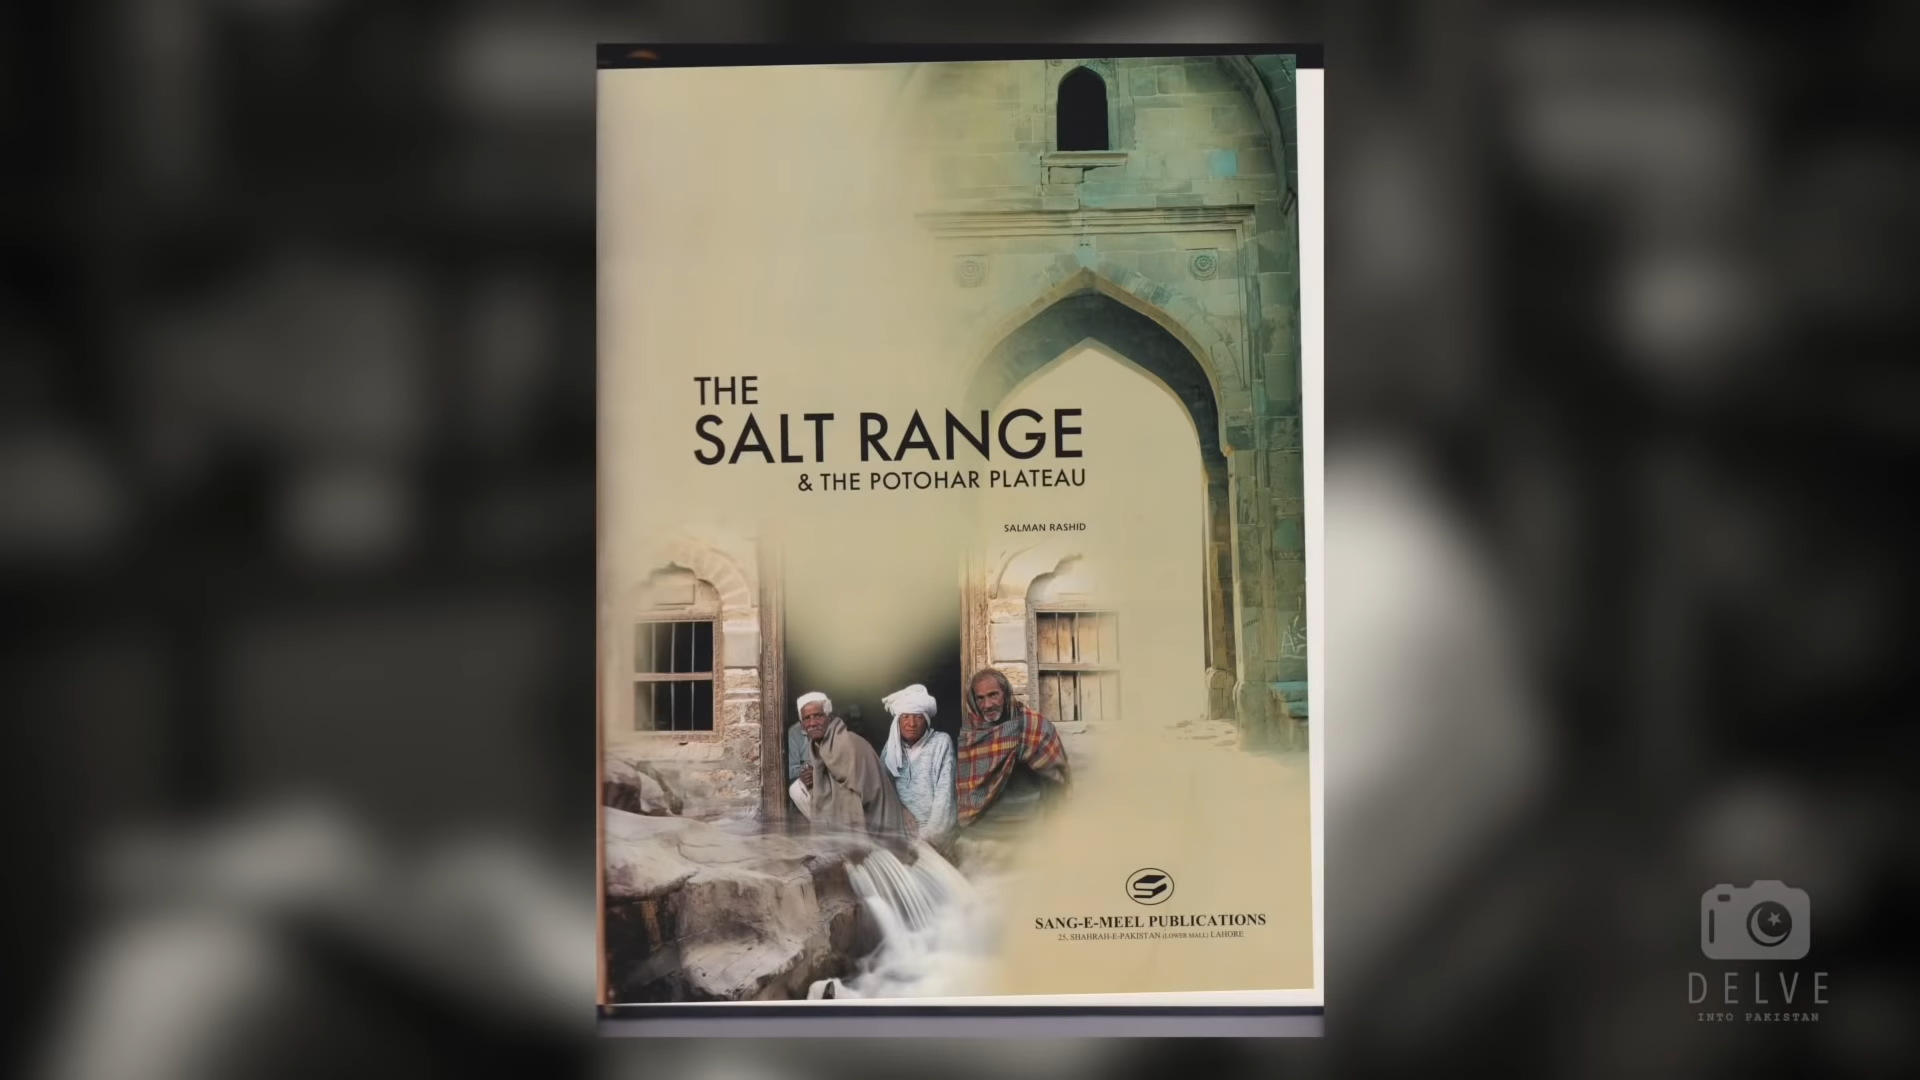 THE
SALT RANGE
& THE POTOHAR PLATEAU
SALMAN RASHID
SANG-E-MEEL PUBLICATIONS
25, SHAHRAH-E-PAKISTAN (LOWER MALL) LAHORE
DELVE
INTO PAKISTAN